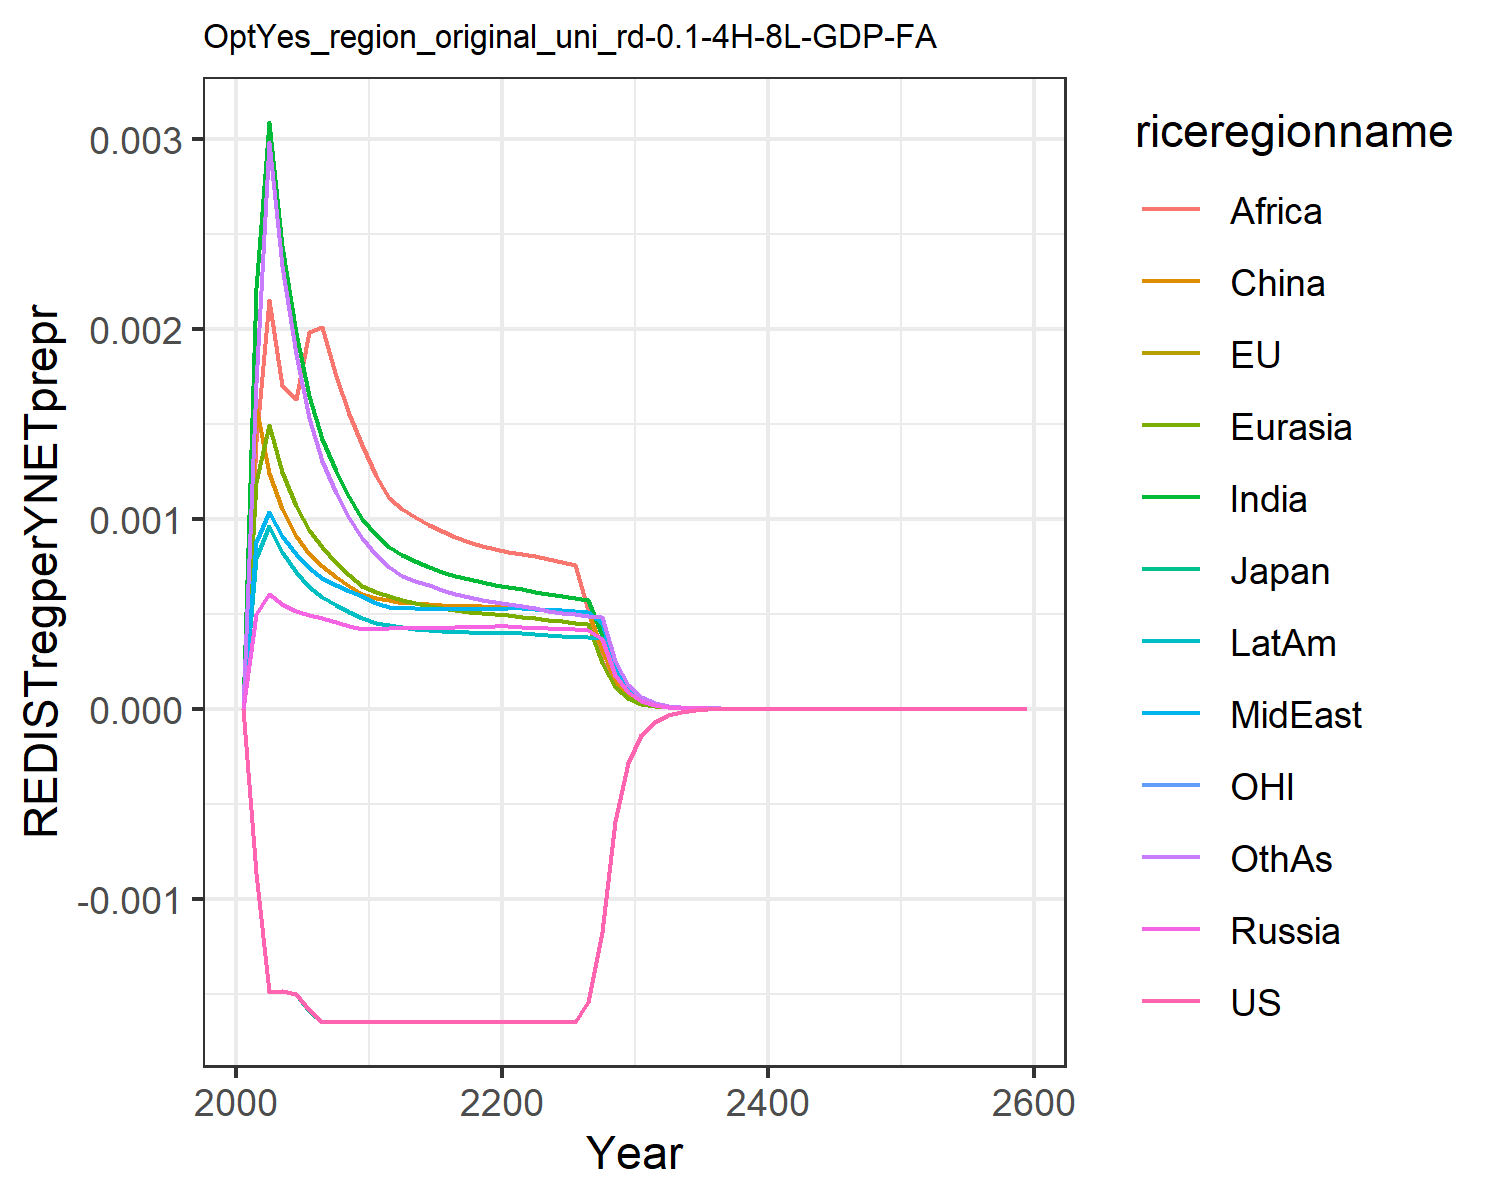 OptYes_region_original_uni_rd-0.1-4H-8L-GDP-FA
REDISTregperYNETprepr
0.003
0.002
0.001
0.000
-0.001
2000
2200
2400
2600
Year
riceregionname
Africa
China
EU
Eurasia
India
Japan
LatAm
MidEast
OHI
OthAs
Russia
US